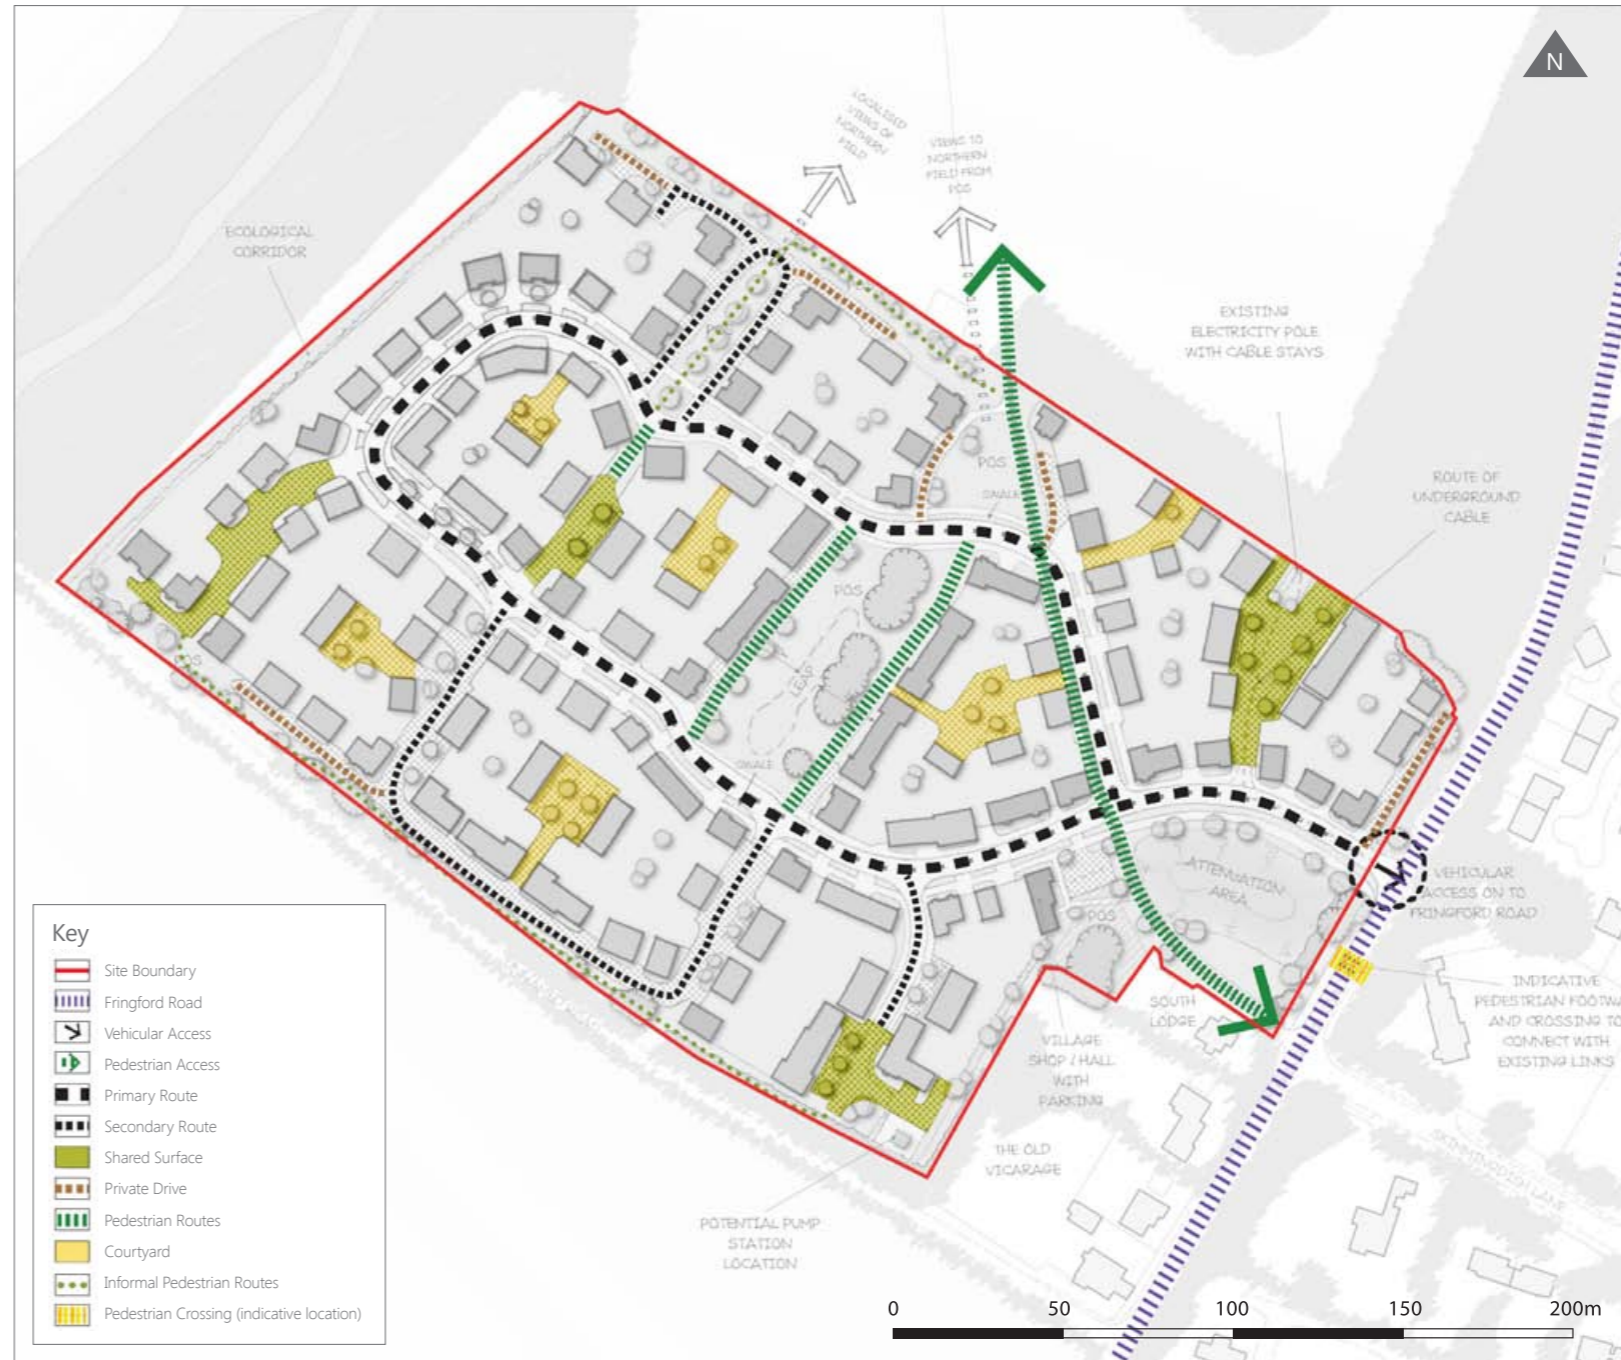 N
LOCALISED
VIEWS OF
NORTHERN
FIELD
VIEWS TO
NORTHERN
FIELD FROM
POS
ECOLOGICAL
CORRIDOR
EXISTING
ELECTRICITY POLE
WITH CABLE STAYS
ROUTE OF
UNDERGROUND
CABLE
POS
SWALE
POS
LEAP
POS
SWALE
ATTENUATION
AREA
POS
VEHICULAR
ACCESS ON TO
FRINGFORD ROAD
SOUTH
LODGE
INDICATIVE
PEDESTRIAN FOOTWA
AND CROSSING TO
CONNECT WITH
EXISTING LINKS
VILLAGE
SHOP / HALL
WITH
PARKING
THE OLD
VICARAGE
SKIMMINGDISH LANE
POTENTIAL PUMP
STATION
LOCATION
Key
Site Boundary
Fringford Road
Vehicular Access
Pedestrian Access
Primary Route
Secondary Route
Shared Surface
Private Drive
Pedestrian Routes
Courtyard
Informal Pedestrian Routes
Pedestrian Crossing (indicative location)
0 50 100 150 200m